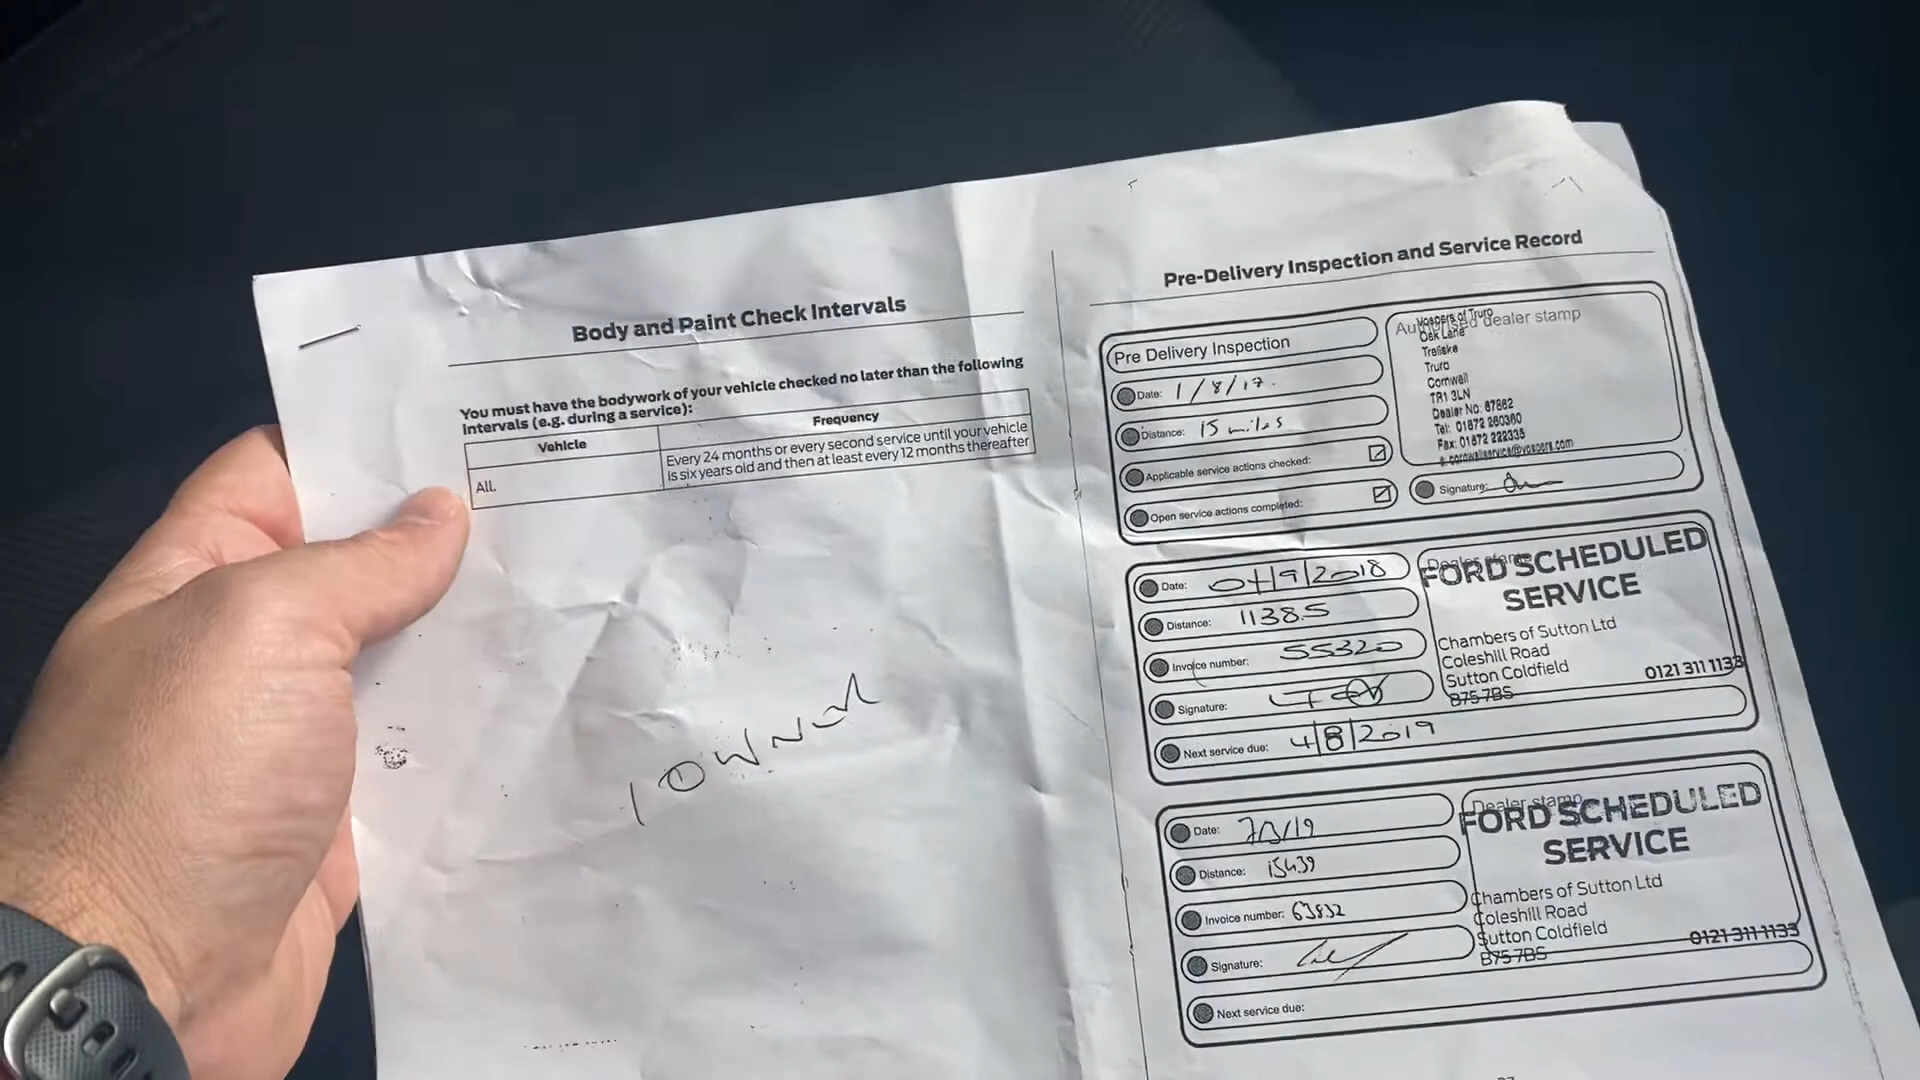 Body and Paint Check Intervals
You must have the bodywork of your vehicle checked no later than the following
intervals (e.g. during a service):
Vehicle
Frequency
All.
Every 24 months or every second service until your vehicle
is six years old and then at least every 12 months thereafter
1 OWNER
Pre-Delivery Inspection and Service Record
Pre Delivery Inspection
Date: 1/8/17.
Distance: 15 miles
Applicable service actions checked:
Open service actions completed:
Authorised dealer stamp
Vospers of Truro
Oak Lane
Treliske
Truro
Cornwall
TR1 3LN
Dealer No: 67862
Tel: 01872 260360
Fax: 01872 222335
e: cornwallservice@vospers.com
Signature:
Date: 04/9/2018
Distance: 11385
Invoice number: 55320
Signature:
Next service due: 4/8/2019
Dealer stamp
FORD SCHEDULED
SERVICE
Chambers of Sutton Ltd
Coleshill Road
Sutton Coldfield
B75 7BS
0121 311 1133
Date:
Distance: 15439
Invoice number: 63832
Signature:
Next service due:
Dealer stamp
FORD SCHEDULED
SERVICE
Chambers of Sutton Ltd
Coleshill Road
Sutton Coldfield
B75 7BS
0121 311 1133